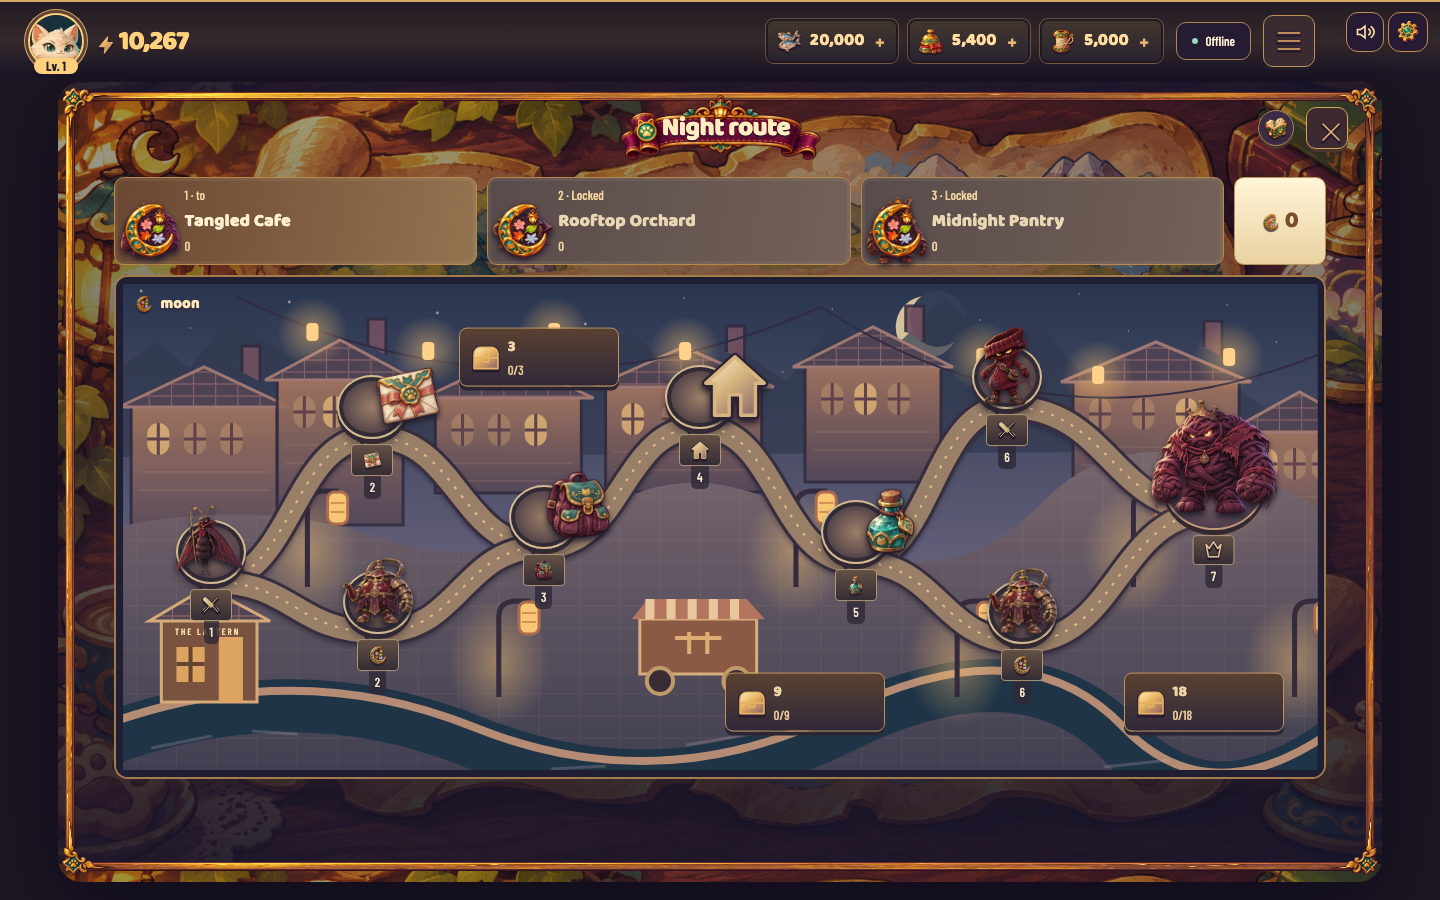 10,267
Lv. 1
20,000 +
5,400 +
5,000 +
Offline
Night route
1 · to
Tangled Cafe
0
2 · Locked
Rooftop Orchard
0
3 · Locked
Midnight Pantry
0
0
moon
3
0/3
2
4
6
3
7
1
THE L
ERN
5
2
6
9
0/9
18
0/18